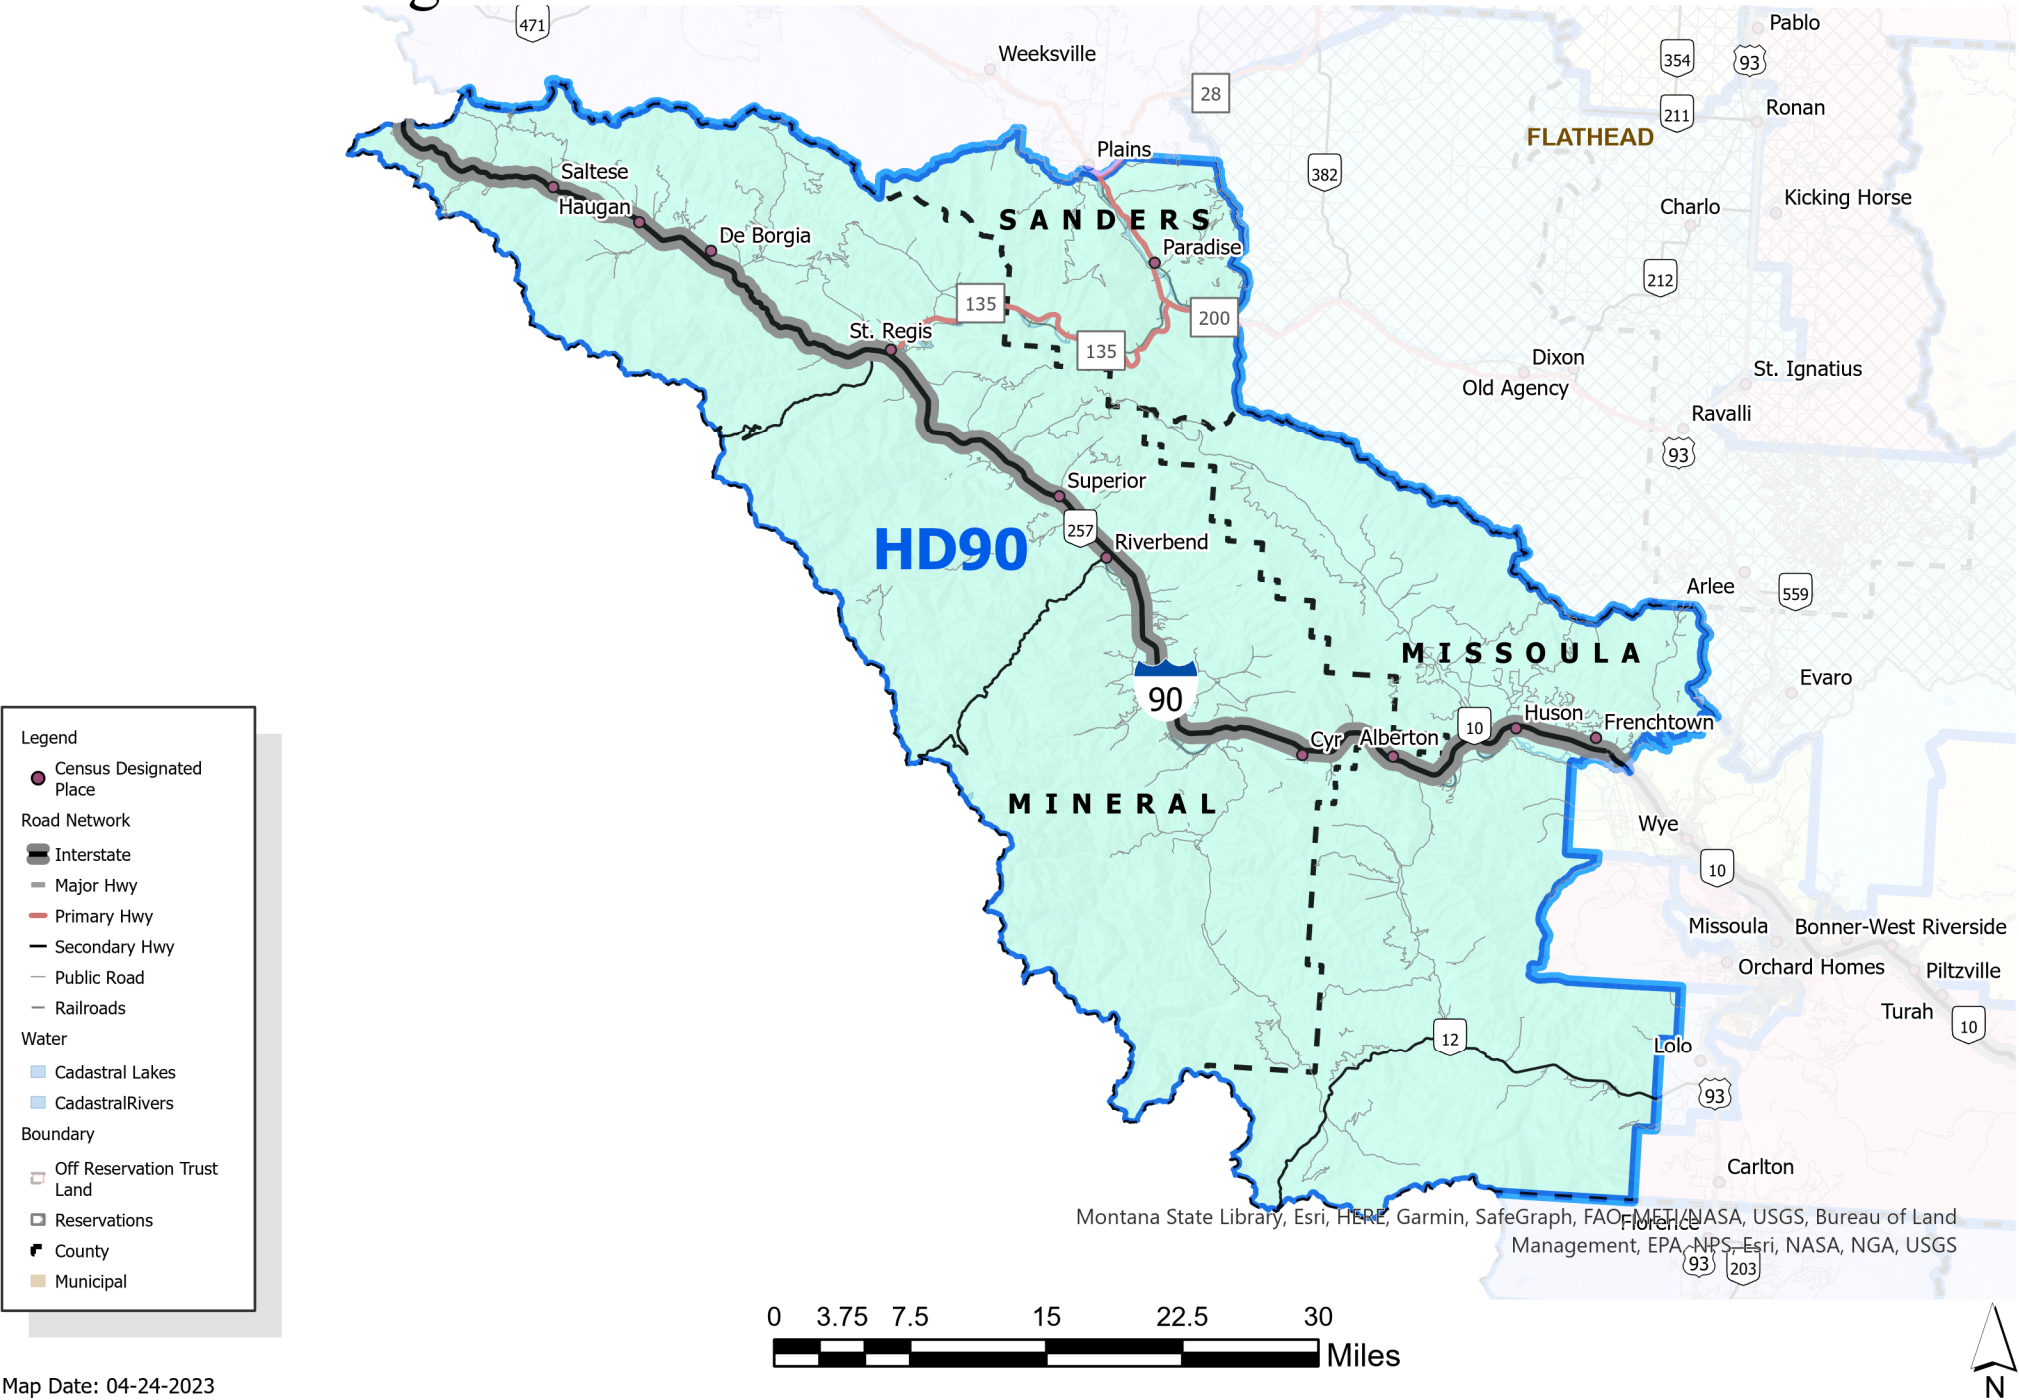 471
Weeksville
Pablo
354
93
28
211
Ronan
FLATHEAD
Plains
382
Saltese
Kicking Horse
Haugan
Charlo
SANDERS
De Borgia
Paradise
212
135
200
St. Regis
135
Dixon
St. Ignatius
Old Agency
Ravalli
93
Superior
257
HD90
Riverbend
Arlee
559
MISSOULA
Evaro
90
Huson
Frenchtown
10
Cyr
Alberton
MINERAL
Wye
10
Missoula
Bonner-West Riverside
Orchard Homes
Piltzville
Turah
10
12
Lolo
93
Carlton
Florence
Montana State Library, Esri, HERE, Garmin, SafeGraph, FAO, METI/NASA, USGS, Bureau of Land
Management, EPA, NPS, Esri, NASA, NGA, USGS
93
203
Legend
Census Designated
Place
Road Network
Interstate
Major Hwy
Primary Hwy
Secondary Hwy
Public Road
Railroads
Water
Cadastral Lakes
CadastralRivers
Boundary
Off Reservation Trust
Land
Reservations
County
Municipal
0 3.75 7.5 15 22.5 30
Miles
N
Map Date: 04-24-2023